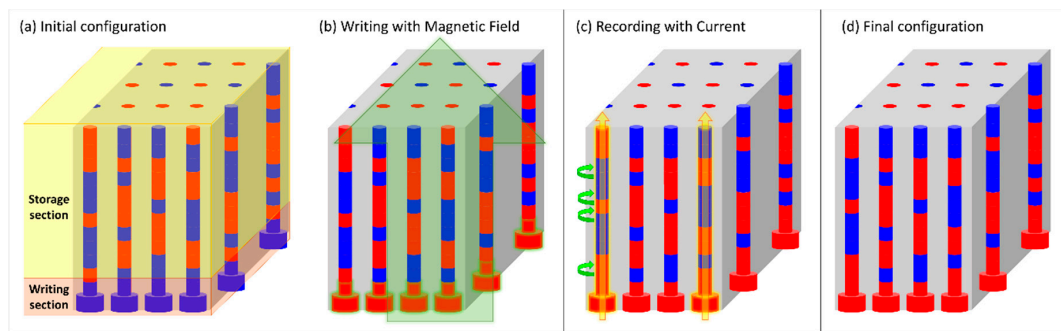 (a) Initial configuration
(b) Writing with Magnetic Field
(c) Recording with Current
(d) Final configuration
Storage
section
Writing
section